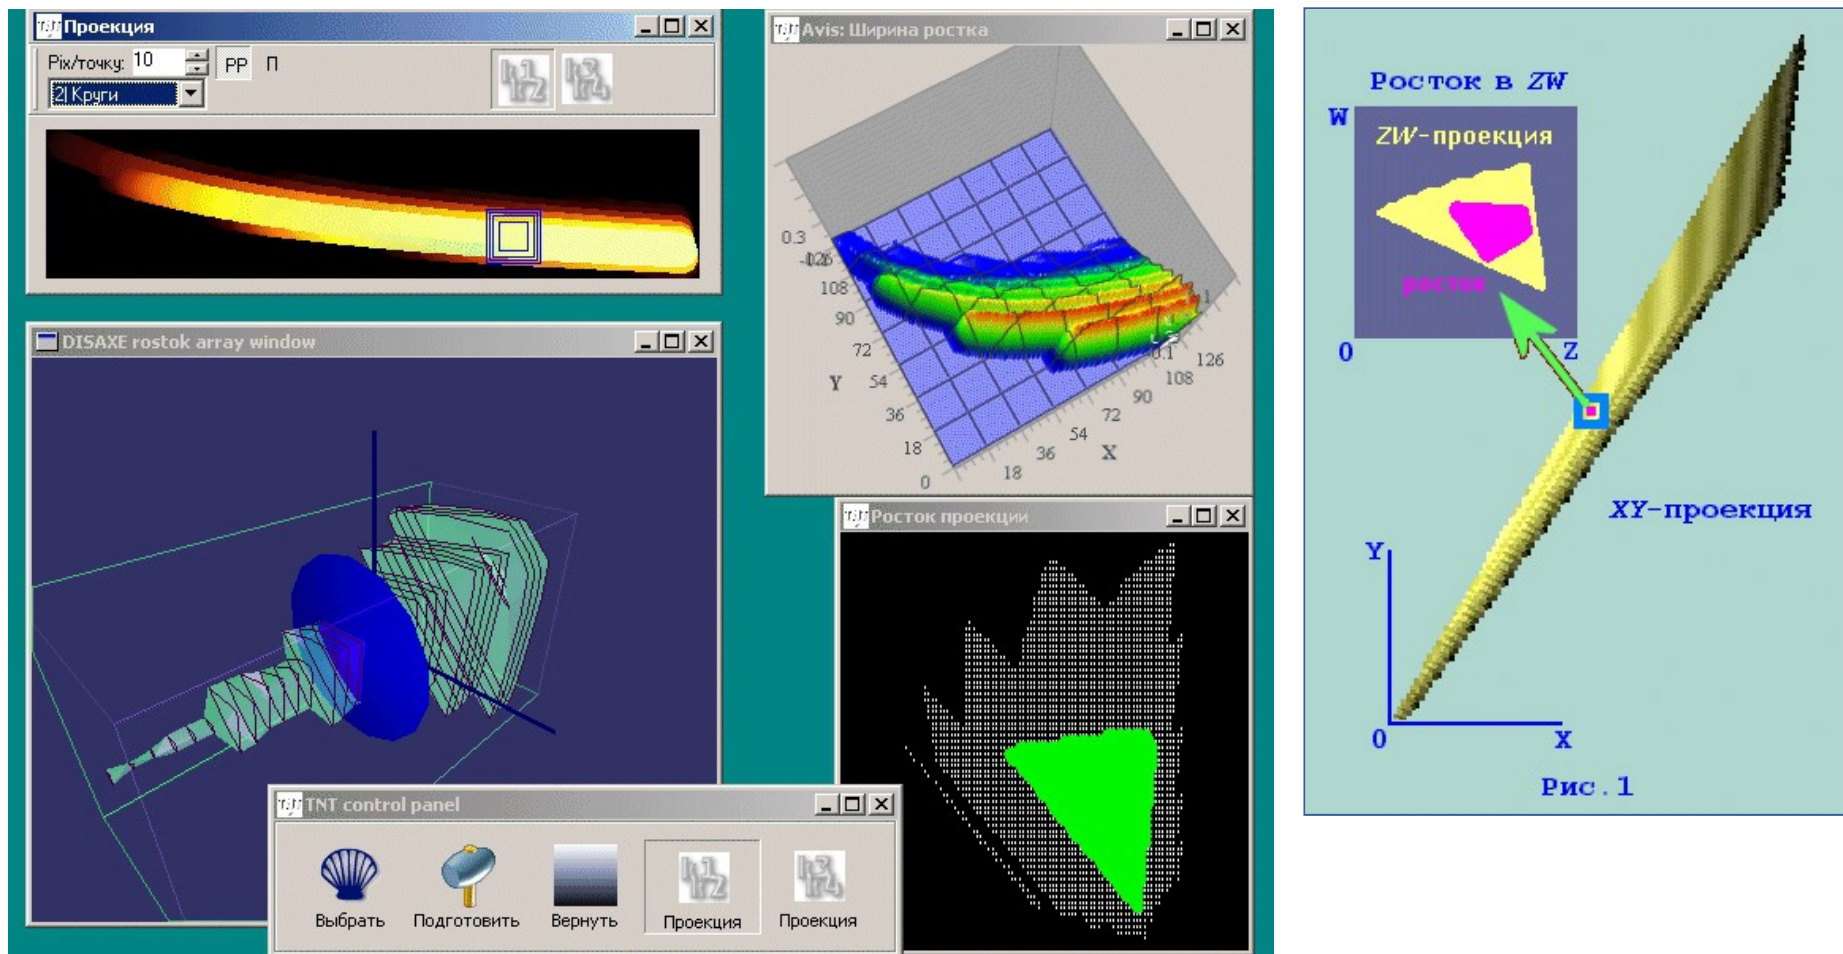 Проекция
Pix/точку: 10
РР П
2| Круги
Avis: Ширина ростка
0.3
126
108
90
72
Y 54
36
18
0
18
36
54
X
72
90
108
126
0.1
DISAXE rostok array window
Росток проекции
TNT control panel
Выбрать
Подготовить
Вернуть
Проекция
Проекция
Росток в ZW
W
ZW-проекция
росток
0
Z
XY-проекция
Y
0
X
Рис.1